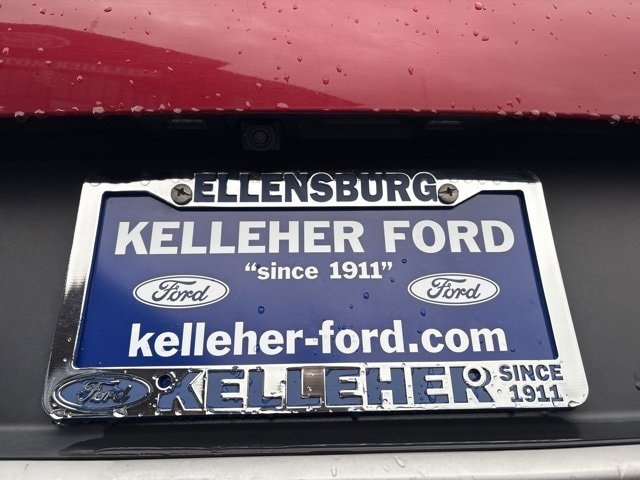 ELLENSBURG
KELLEHER FORD
"since 1911"
Ford Ford
kelleher-ford.com
Ford KELLEHER SINCE
1911